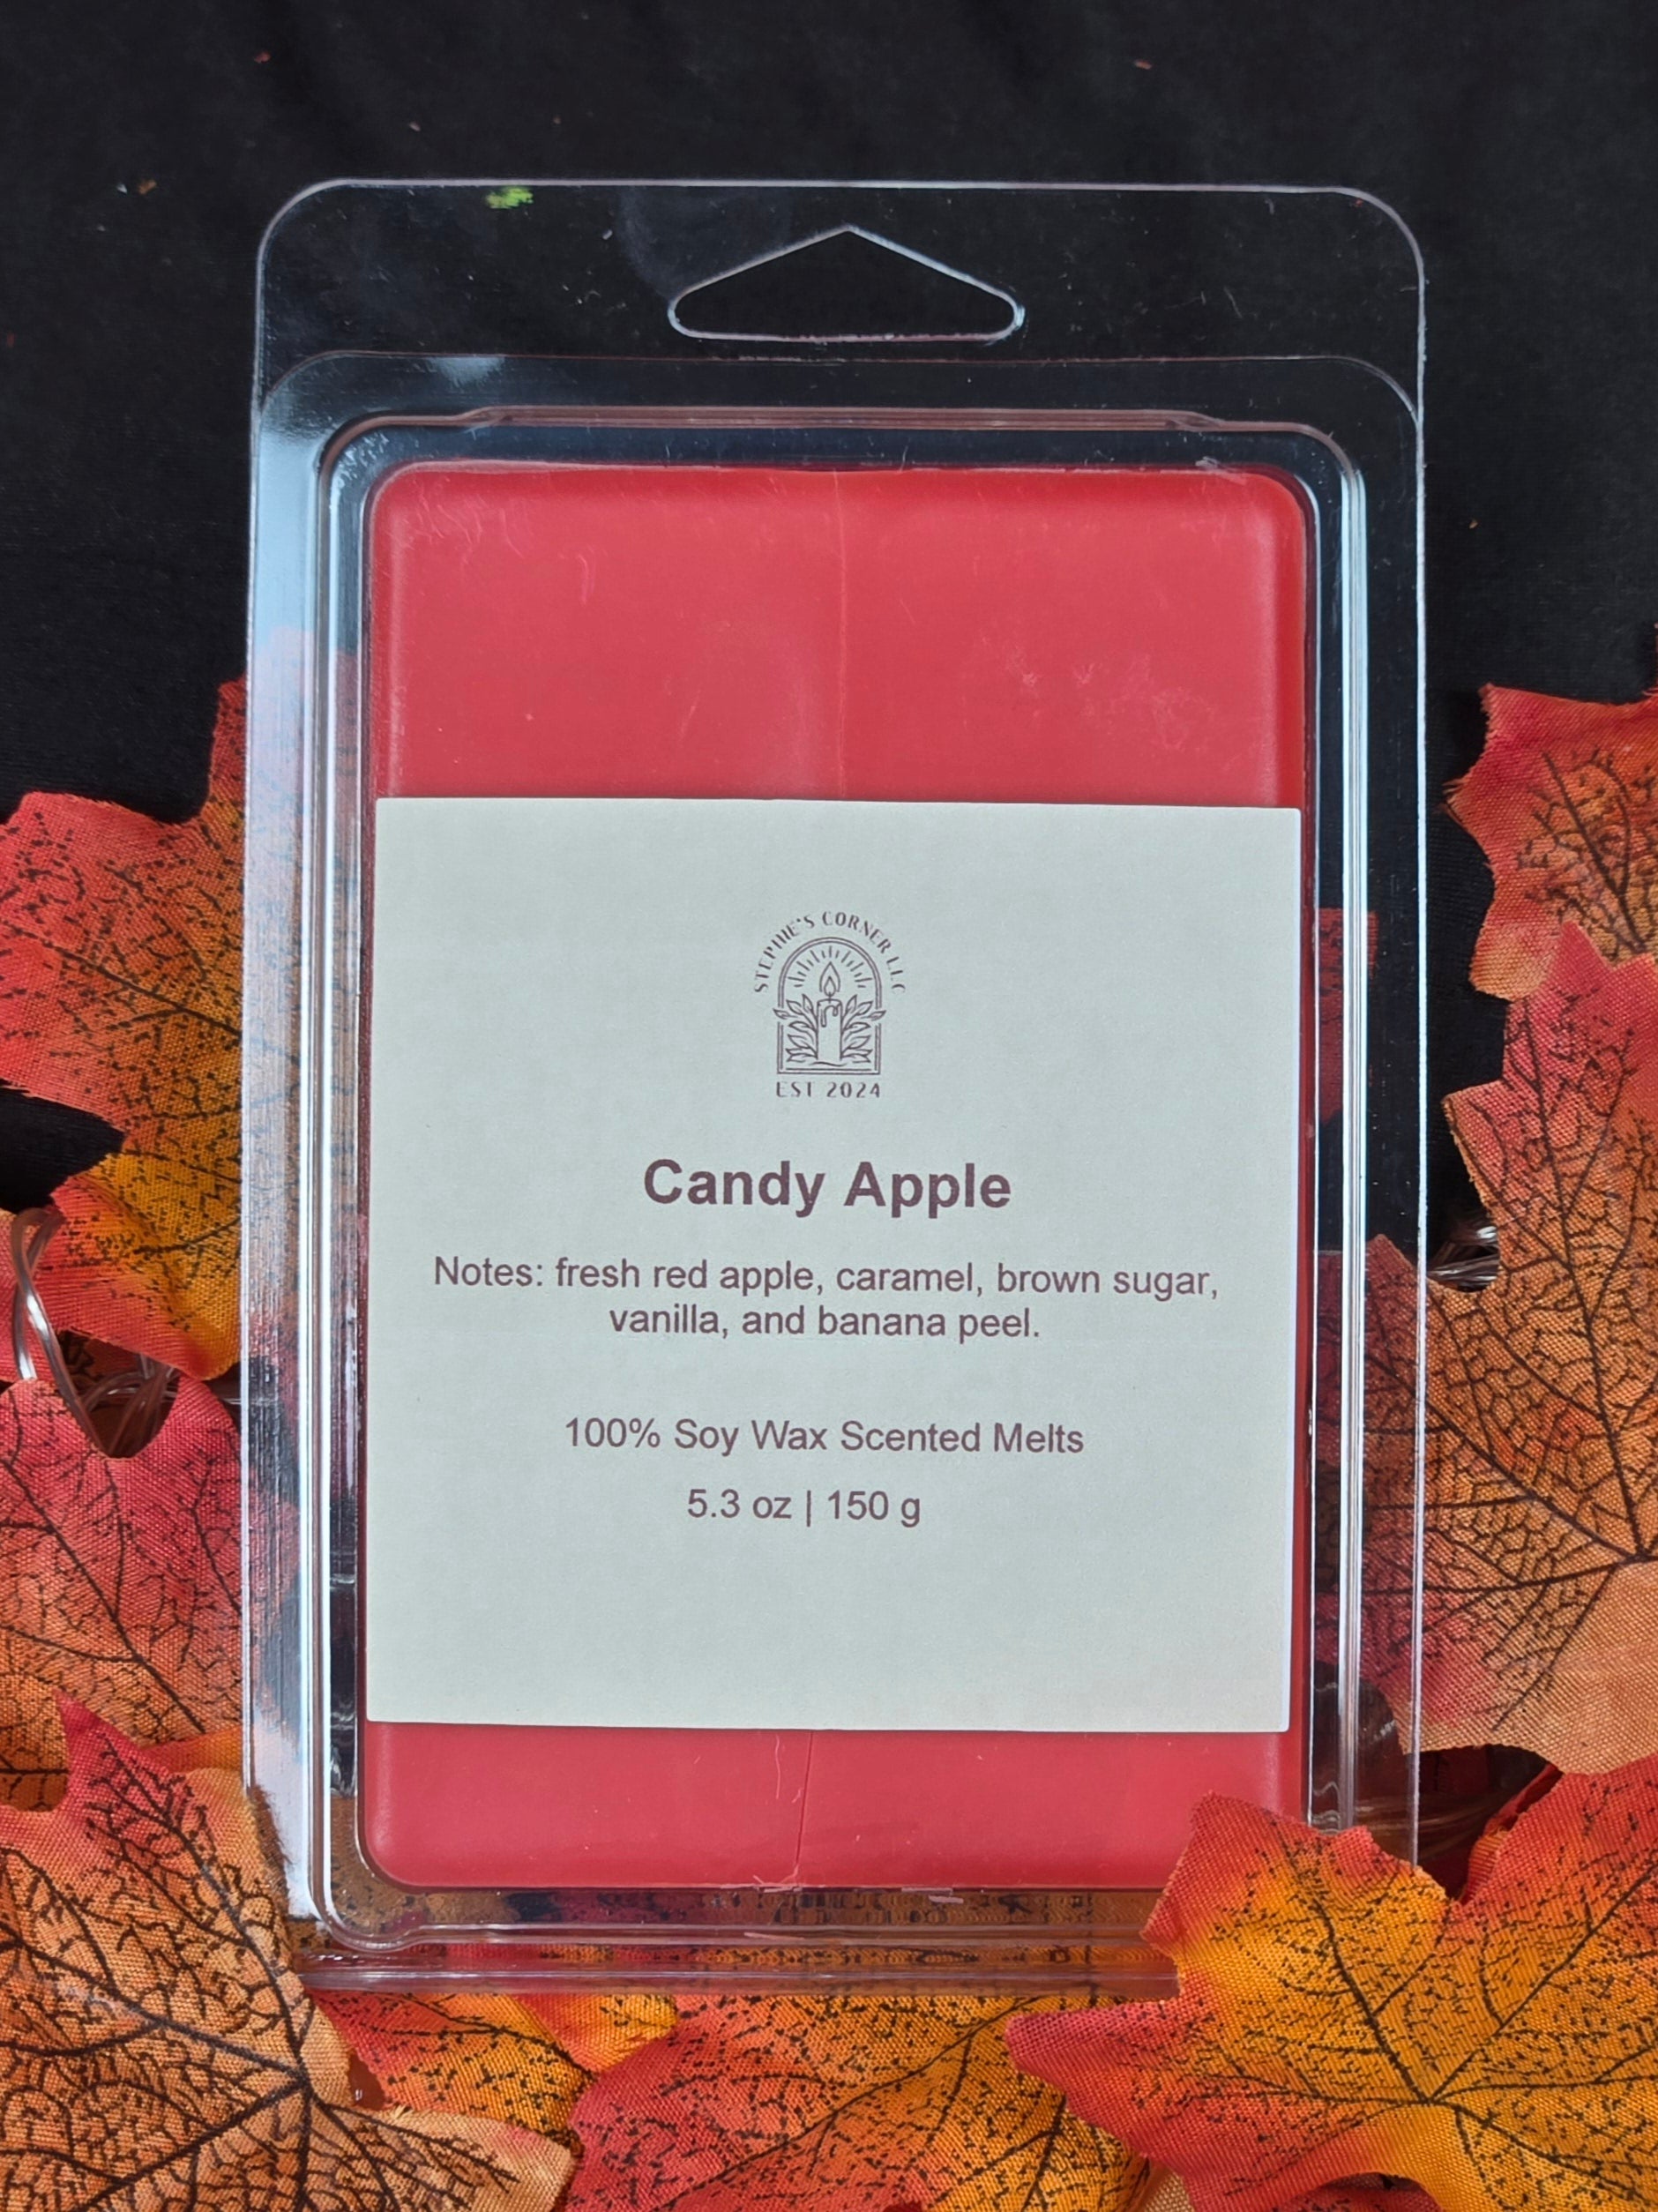 STEPHIE'S CORNER LLC
EST 2024
Candy Apple
Notes: fresh red apple, caramel, brown sugar,
vanilla, and banana peel.
100% Soy Wax Scented Melts
5.3 oz | 150 g